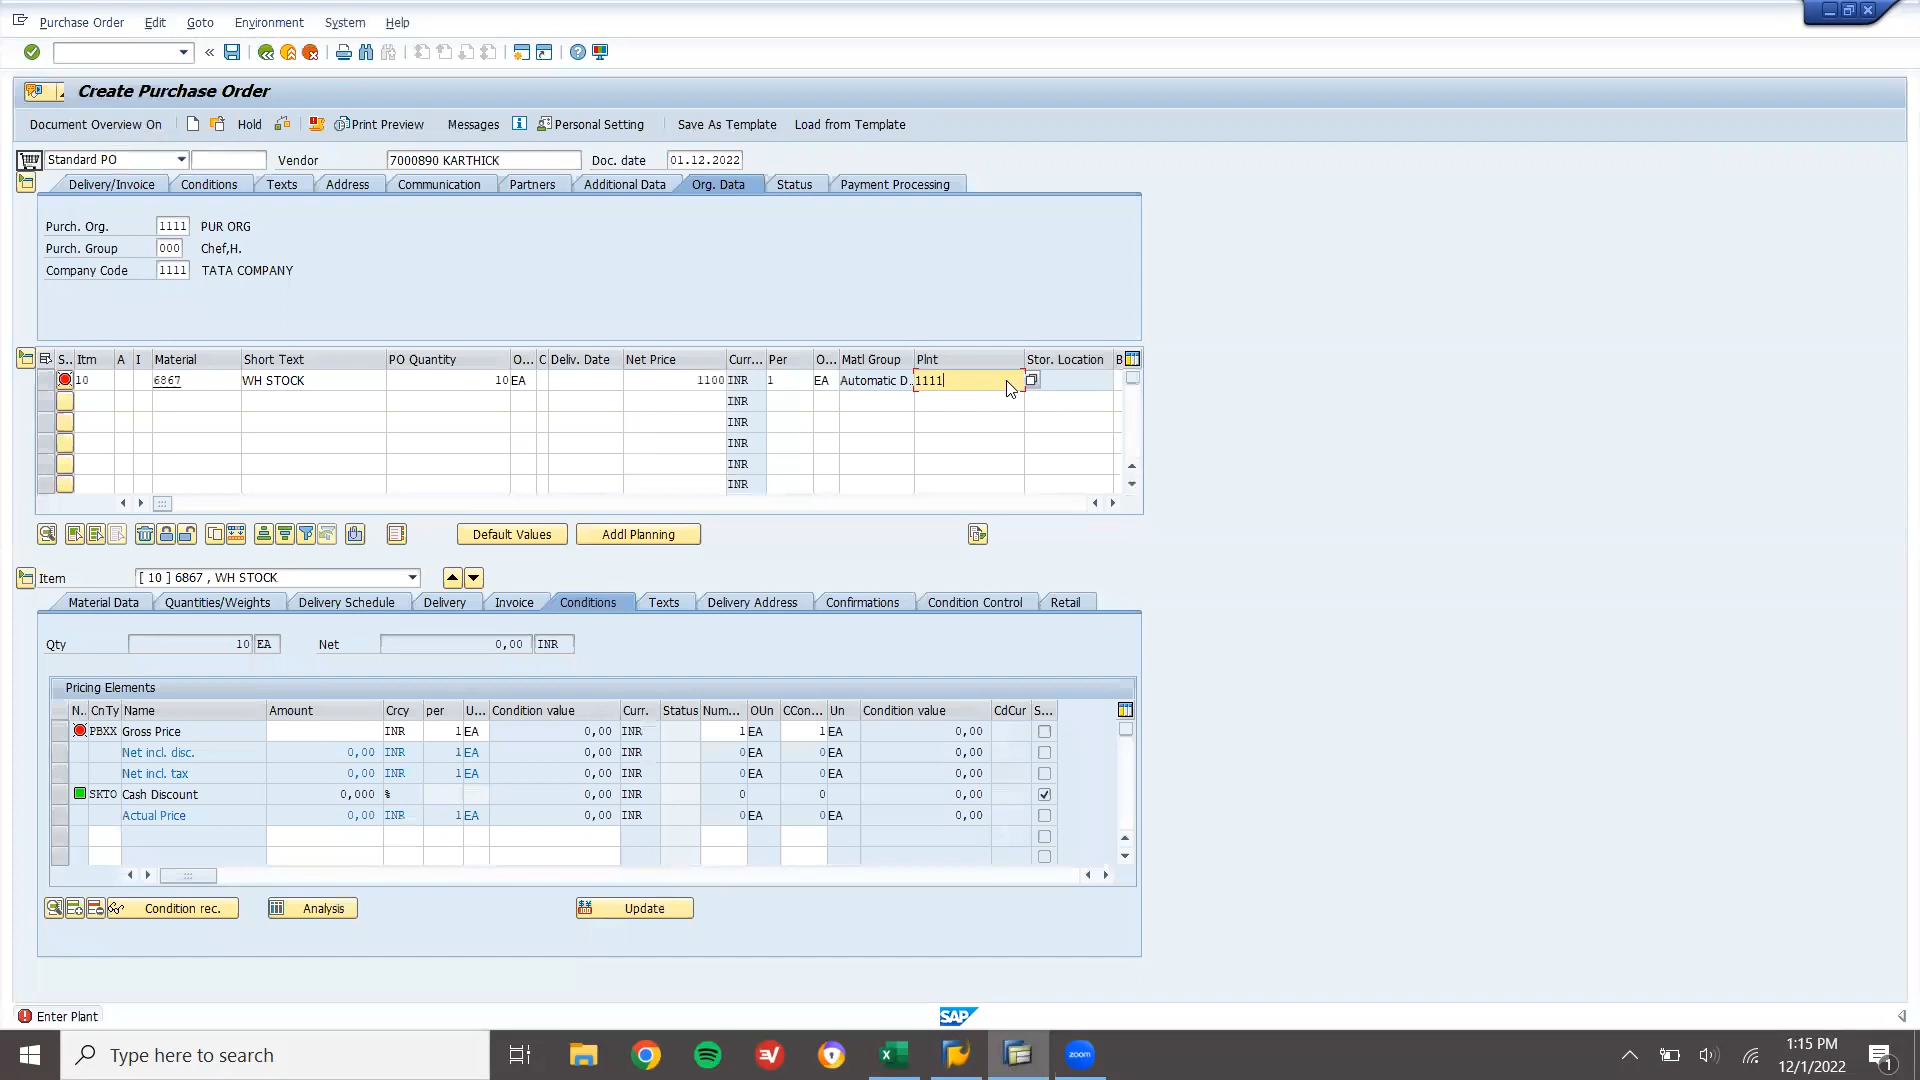 Purchase Order Edit Goto Environment System Help
Create Purchase Order
Document Overview On Hold Print Preview Messages Personal Setting Save As Template Load from Template
Standard PO Vendor 7000890 KARTHICK Doc. date 01.12.2022
Delivery/Invoice Conditions Texts Address Communication Partners Additional Data Org. Data Status Payment Processing
Purch. Org. 1111 PUR ORG
Purch. Group 000 Chef,H.
Company Code 1111 TATA COMPANY
S.. Itm A I Material Short Text PO Quantity O... C Deliv. Date Net Price Curr... Per O... Matl Group Plnt Stor. Location B
10 6867 WH STOCK 10 EA 1100 INR 1 EA Automatic D.. 1111
INR
INR
INR
INR
INR
Default Values Addl Planning
Item [ 10 ] 6867 , WH STOCK
Material Data Quantities/Weights Delivery Schedule Delivery Invoice Conditions Texts Delivery Address Confirmations Condition Control Retail
Qty 10 EA Net 0,00 INR
Pricing Elements
N.. CnTy Name Amount Crcy per U... Condition value Curr. Status Num... OUn CCon... Un Condition value CdCur S...
PBXX Gross Price INR 1 EA 0,00 INR 1 EA 1 EA 0,00
Net incl. disc. 0,00 INR 1 EA 0,00 INR 0 EA 0 EA 0,00
Net incl. tax 0,00 INR 1 EA 0,00 INR 0 EA 0 EA 0,00
SKTO Cash Discount 0,000 % 0,00 INR 0 0 0,00
Actual Price 0,00 INR 1 EA 0,00 INR 0 EA 0 EA 0,00
Condition rec. Analysis Update
Enter Plant SAP
Type here to search zoom 1:15 PM
12/1/2022 1